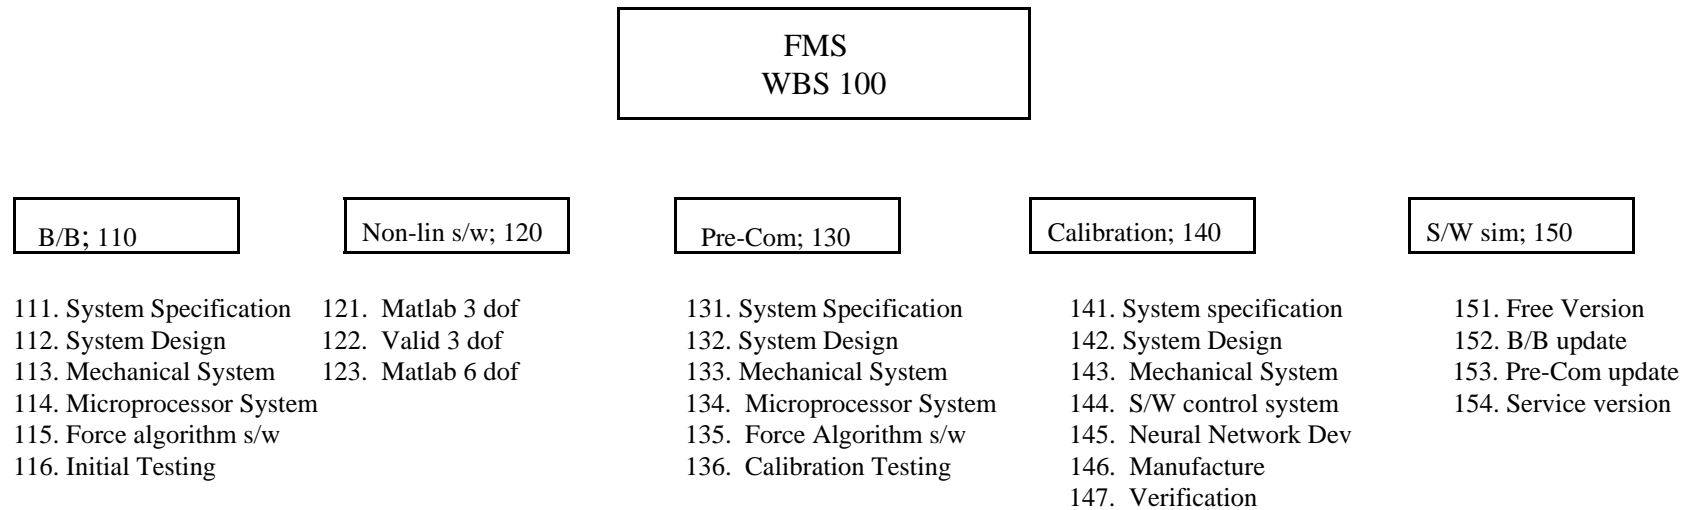 FMS
WBS 100
B/B; 110
Non-lin s/w; 120
Pre-Com; 130
Calibration; 140
S/W sim; 150
111. System Specification
112. System Design
113. Mechanical System
114. Microprocessor System
115. Force algorithm s/w
116. Initial Testing
121. Matlab 3 dof
122. Valid 3 dof
123. Matlab 6 dof
131. System Specification
132. System Design
133. Mechanical System
134. Microprocessor System
135. Force Algorithm s/w
136. Calibration Testing
141. System specification
142. System Design
143. Mechanical System
144. S/W control system
145. Neural Network Dev
146. Manufacture
147. Verification
151. Free Version
152. B/B update
153. Pre-Com update
154. Service version